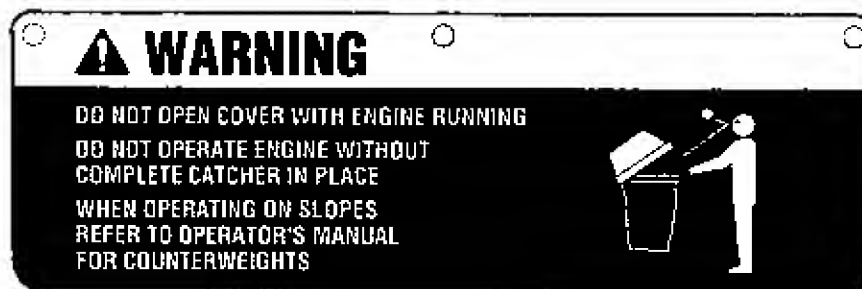 WARNING
DO NOT OPEN COVER WITH ENGINE RUNNING
DO NOT OPERATE ENGINE WITHOUT
COMPLETE CATCHER IN PLACE
WHEN OPERATING ON SLOPES
REFER TO OPERATOR'S MANUAL
FOR COUNTERWEIGHTS